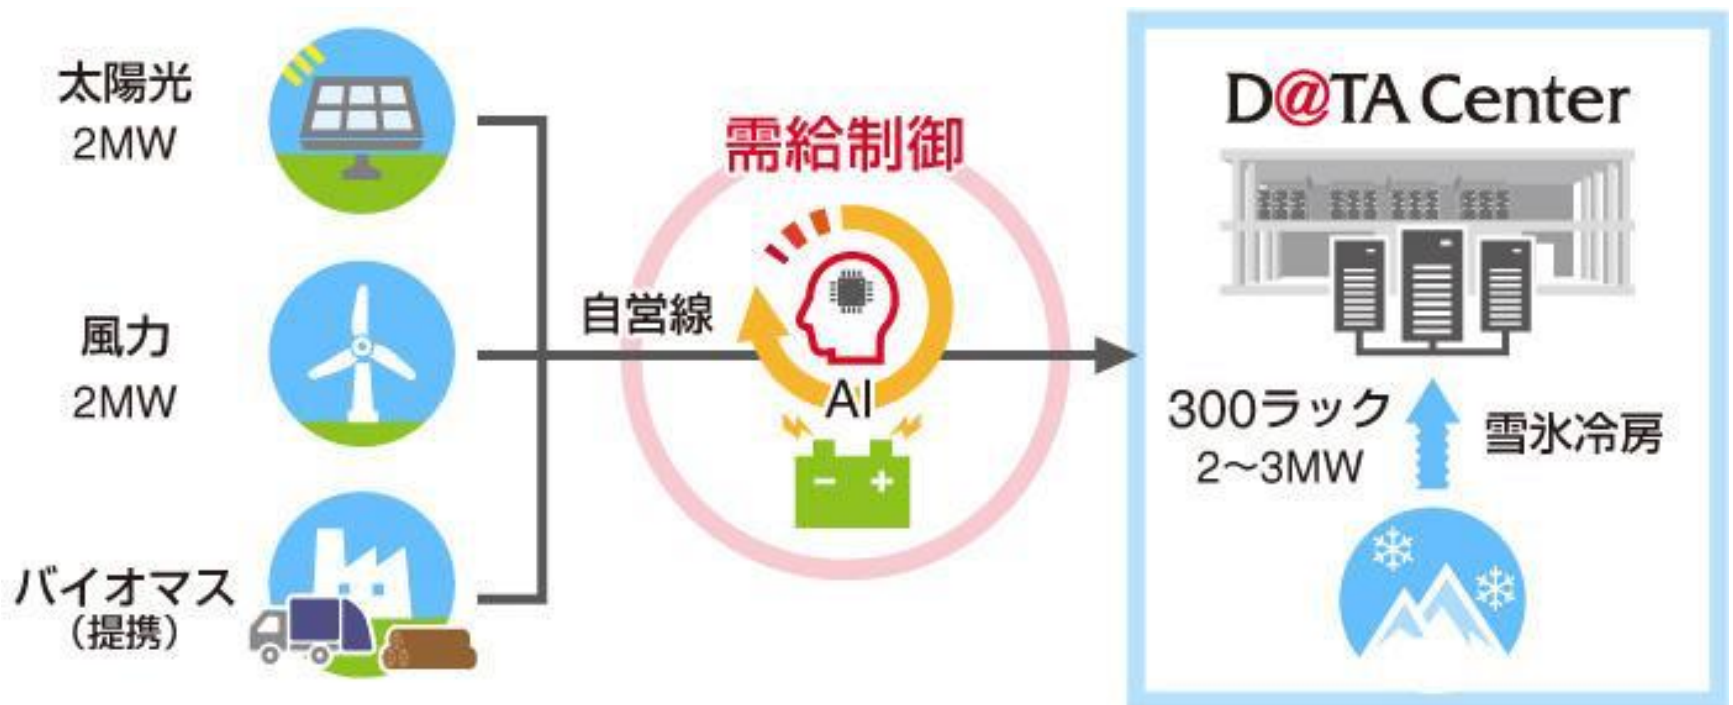 太陽光
2MW
風力
2MW
バイオマス
（提携）
自営線
需給制御
AI
− +
D@TA Center
300ラック
2〜3MW
雪氷冷房